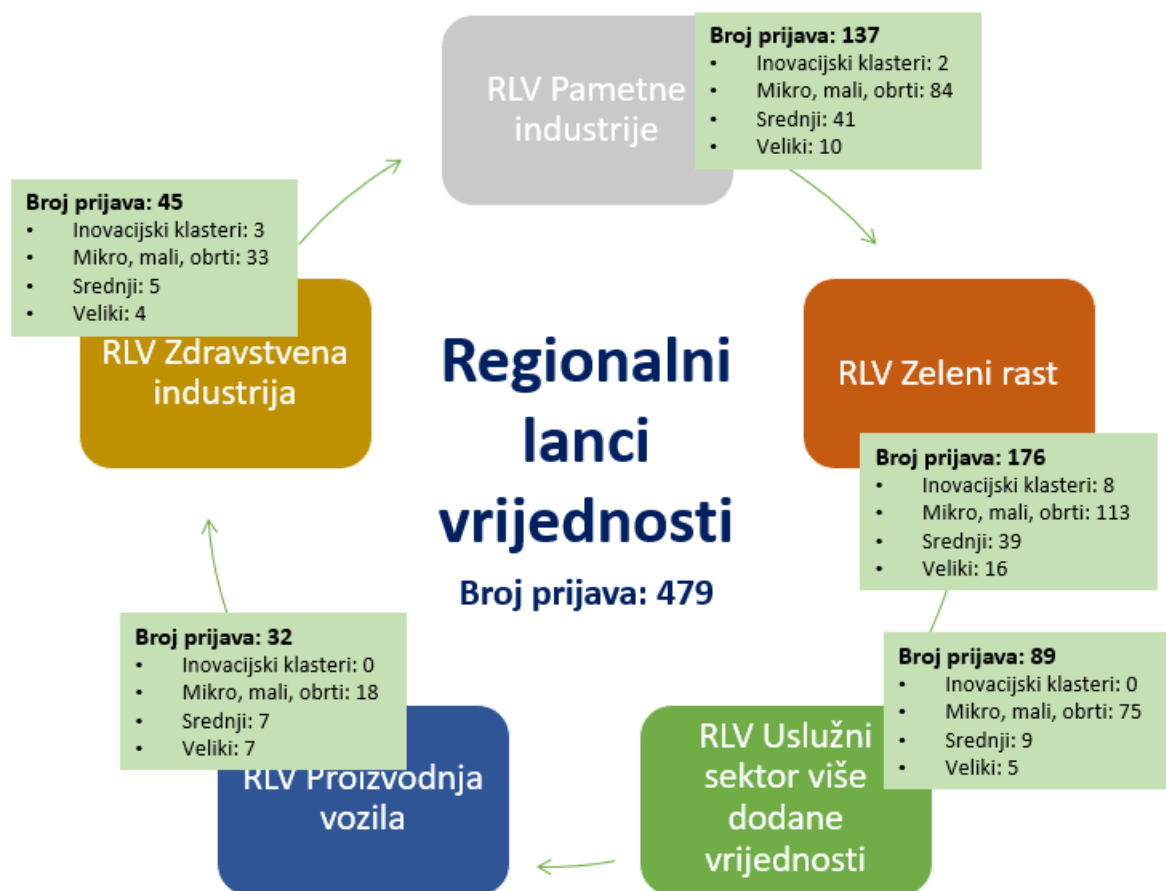 RLV Pametne
industrije
Broj prijava: 137
• Inovacijski klasteri: 2
• Mikro, mali, obrti: 84
• Srednji: 41
• Veliki: 10
RLV Zeleni rast
Broj prijava: 176
• Inovacijski klasteri: 8
• Mikro, mali, obrti: 113
• Srednji: 39
• Veliki: 16
Broj prijava: 89
• Inovacijski klasteri: 0
• Mikro, mali, obrti: 75
• Srednji: 9
• Veliki: 5
RLV Uslužni
sektor više
dodane
vrijednosti
Broj prijava: 32
• Inovacijski klasteri: 0
• Mikro, mali, obrti: 18
• Srednji: 7
• Veliki: 7
RLV Proizvodnja
vozila
Broj prijava: 45
• Inovacijski klasteri: 3
• Mikro, mali, obrti: 33
• Srednji: 5
• Veliki: 4
RLV Zdravstvena
industrija
Regionalni
lanci
vrijednosti
Broj prijava: 479